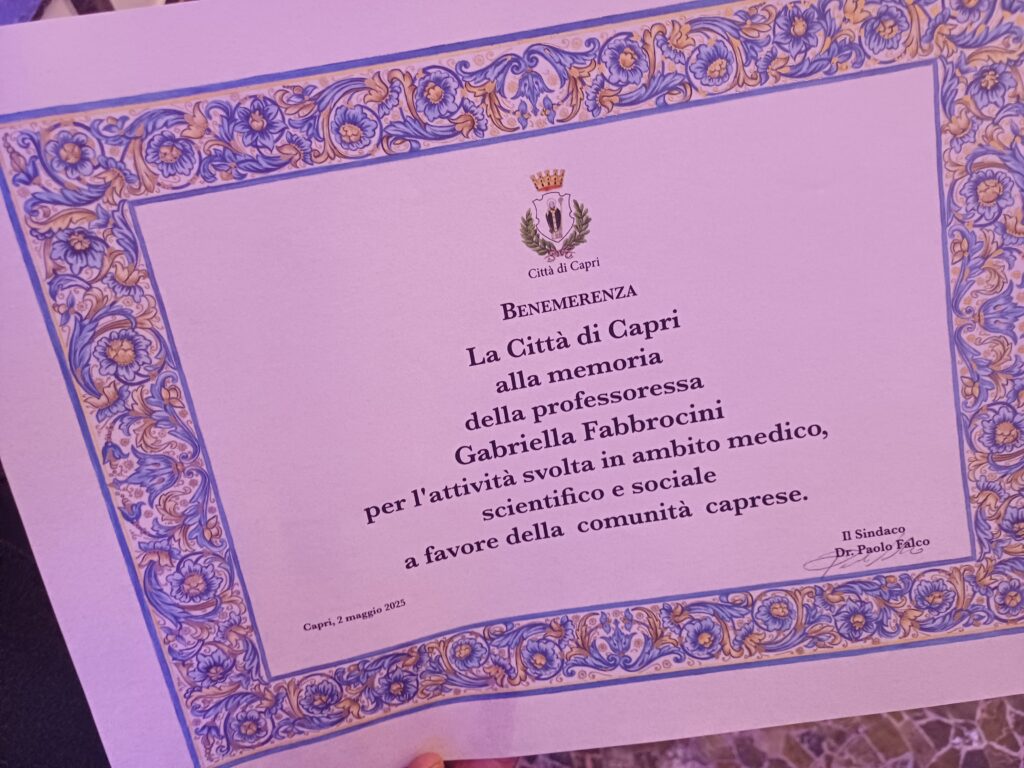 Città di Capri
BENEMERENZA
La Città di Capri
alla memoria
della professoressa
Gabriella Fabbrocini
per l'attività svolta in ambito medico,
scientifico e sociale
a favore della comunità caprese.
Il Sindaco
Dr. Paolo Falco
Capri, 2 maggio 2025